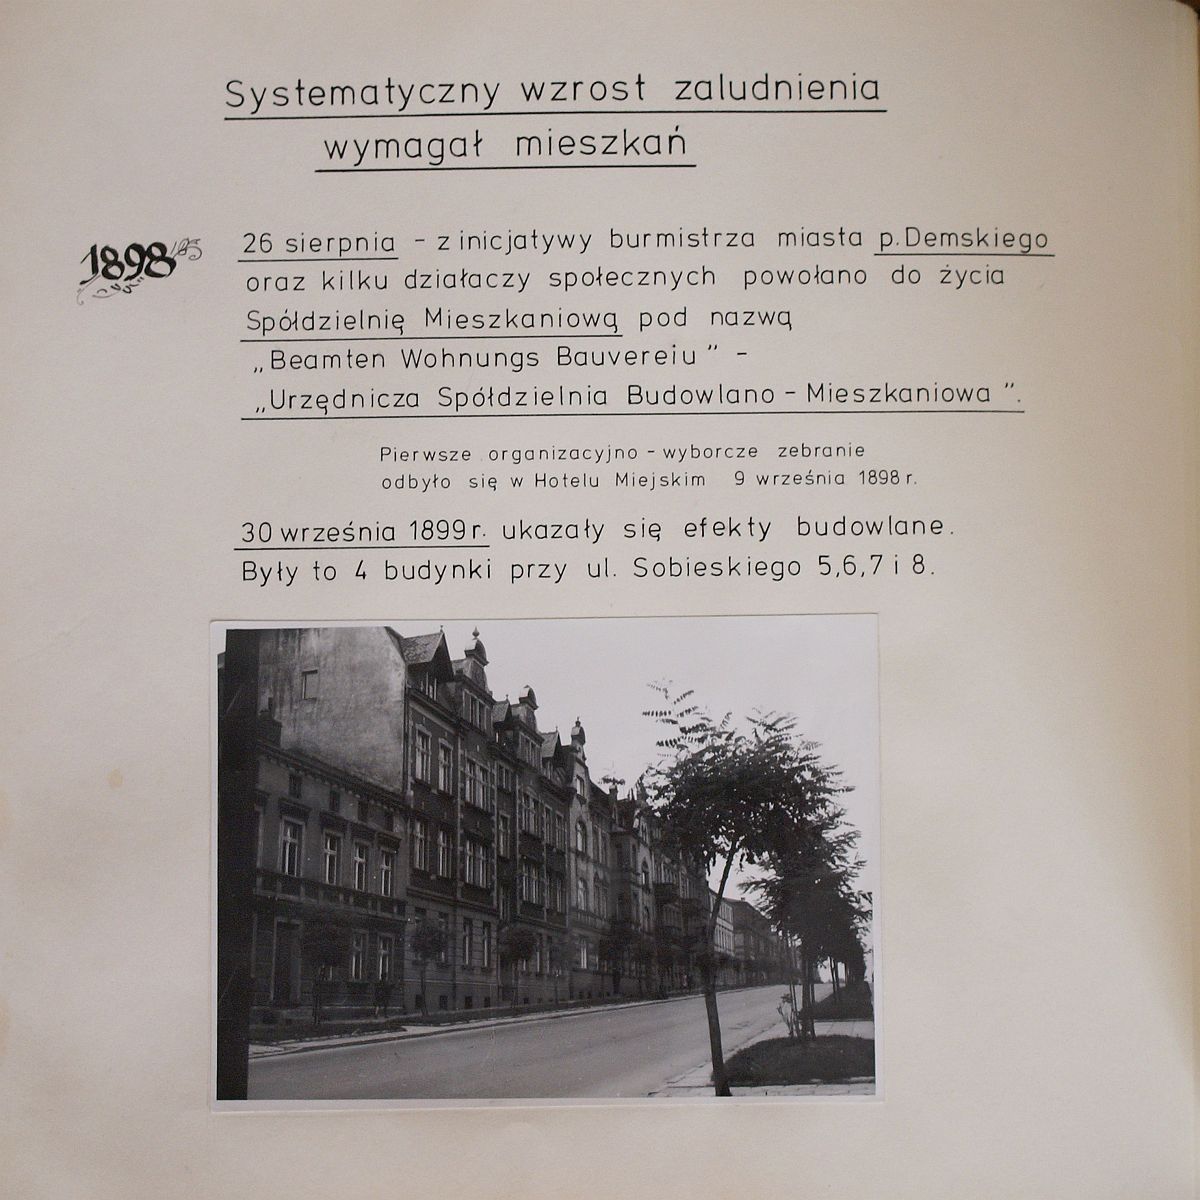 Systematyczny wzrost zaludnienia
wymagał mieszkań
1898
26 sierpnia - z inicjatywy burmistrza miasta p. Demskiego
oraz kilku działaczy społecznych powołano do życia
Spółdzielnię Mieszkaniową pod nazwą
„Beamten Wohnungs Bauvereiu” -
„Urzędnicza Spółdzielnia Budowlano - Mieszkaniowa”.
Pierwsze organizacyjno - wyborcze zebranie
odbyło się w Hotelu Miejskim 9 września 1898 r.
30 września 1899 r. ukazały się efekty budowlane.
Były to 4 budynki przy ul. Sobieskiego 5,6,7 i 8.